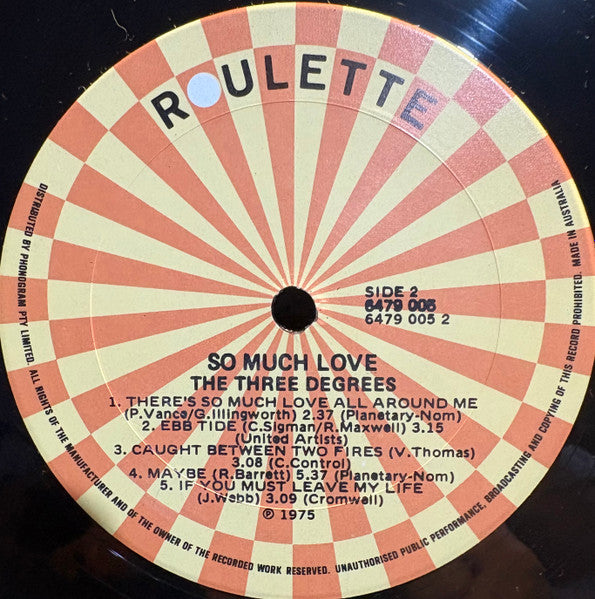 ROULETTE
SIDE 2
6479 005
6479 005 2
SO MUCH LOVE
THE THREE DEGREES
1. THERE'S SO MUCH LOVE ALL AROUND ME
(P.Vance/G.Illingworth) 2.37 (Planetary-Nom)
2. EBB TIDE (C.Sigman/R.Maxwell) 3.15
(United Artists)
3. CAUGHT BETWEEN TWO FIRES (V.Thomas)
3.08 (C.Control)
4. MAYBE (R.Barrett) 5.37 (Planetary-Nom)
5. IF YOU MUST LEAVE MY LIFE
(J.Webb) 3.09 (Cromwell)
℗ 1975
DISTRIBUTED BY PHONOGRAM PTY LIMITED. ALL RIGHTS OF THE MANUFACTURER AND OF THE OWNER OF THE RECORDED WORK RESERVED. UNAUTHORISED PUBLIC PERFORMANCE, BROADCASTING AND COPYING OF THIS RECORD PROHIBITED. MADE IN AUSTRALIA